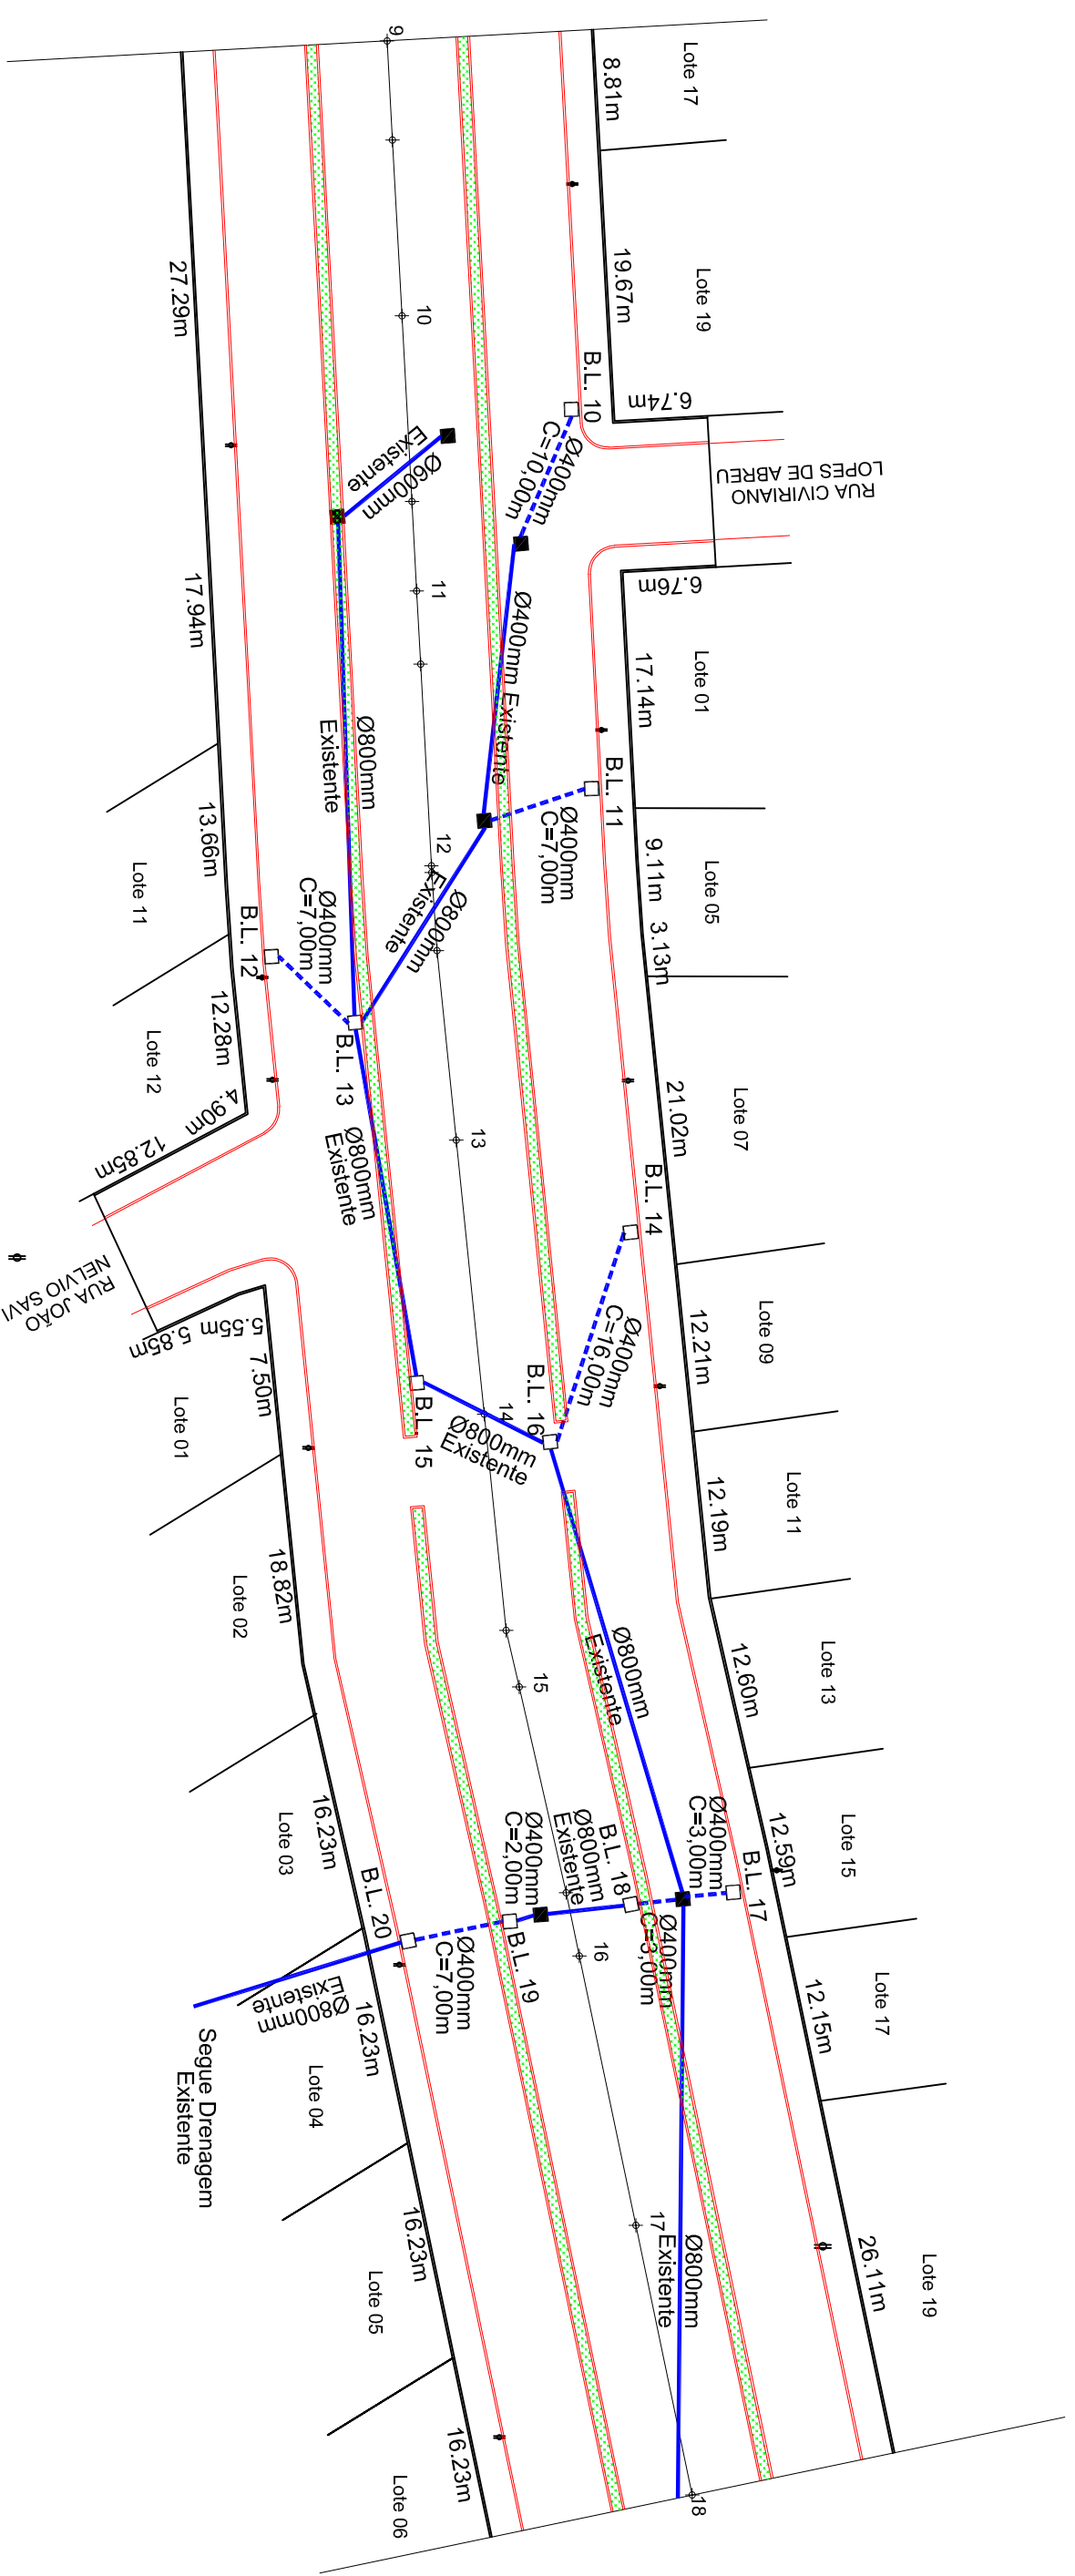 9
Lote 17
8.81m
Lote 19
19.67m
27.29m
10
B.L. 10
6.74m
Ø400mm
C=10,00m
RUA CIVIRIANO
LOPES DE ABREU
Ø600mm
Existente
6.76m
11
17.94m
Lote 01
17.14m
Ø400mm Existente
Ø800mm
Existente
B.L. 11
Ø400mm
C=7,00m
12
Lote 05
9.11m
3.13m
13.66m
Lote 11
Ø800mm
Existente
Ø400mm
C=7,00m
B.L. 12
12.28m
Lote 12
B.L. 13
Lote 07
21.02m
4.90m
12.85m
13
Ø800mm
Existente
B.L. 14
RUA JOÃO
NELVIO SAVI
5.55m
5.85m
7.50m
Lote 01
Ø400mm
C=16,00m
Lote 09
12.21m
B.L. 16
14
B.L. 15
Ø800mm
Existente
Lote 11
12.19m
18.82m
Lote 02
15
Ø800mm
Existente
Lote 13
12.60m
16.23m
Lote 03
Ø400mm
C=2,00m
Ø800mm
Existente
B.L. 18
Ø400mm
C=3,00m
B.L. 17
Lote 15
12.59m
B.L. 20
B.L. 19
16
Ø400mm
C=3,00m
Ø400mm
C=7,00m
Ø800mm
Existente
Lote 17
12.15m
16.23m
Lote 04
Segue Drenagem
Existente
17
Ø800mm
Existente
Lote 19
26.11m
16.23m
Lote 05
16.23m
Lote 06
18